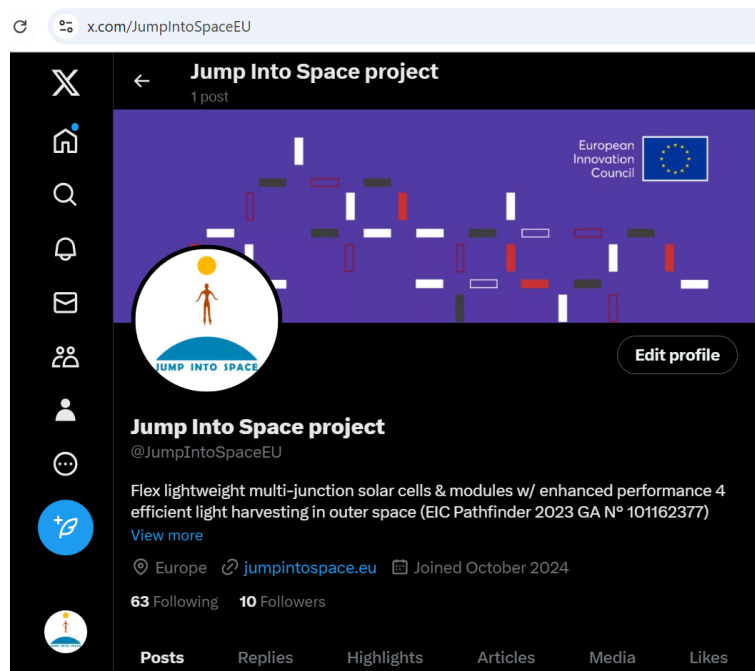 x.com/JumpIntoSpaceEU
Jump Into Space project
1 post
European
Innovation
Council
JUMP INTO SPACE
Edit profile
Jump Into Space project
@JumpIntoSpaceEU
Flex lightweight multi-junction solar cells & modules w/ enhanced performance 4
efficient light harvesting in outer space (EIC Pathfinder 2023 GA Nº 101162377)
View more
Europe jumpintospace.eu Joined October 2024
63 Following 10 Followers
Posts Replies Highlights Articles Media Likes